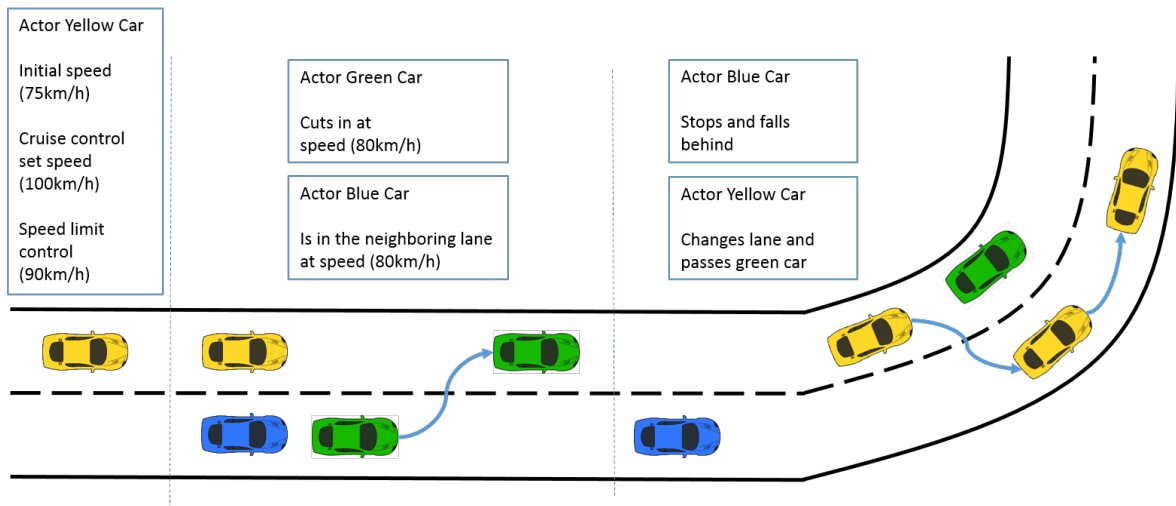 Actor Yellow Car
Initial speed
(75km/h)
Cruise control
set speed
(100km/h)
Speed limit
control
(90km/h)
Actor Green Car
Cuts in at
speed (80km/h)
Actor Blue Car
Is in the neighboring lane
at speed (80km/h)
Actor Blue Car
Stops and falls
behind
Actor Yellow Car
Changes lane and
passes green car